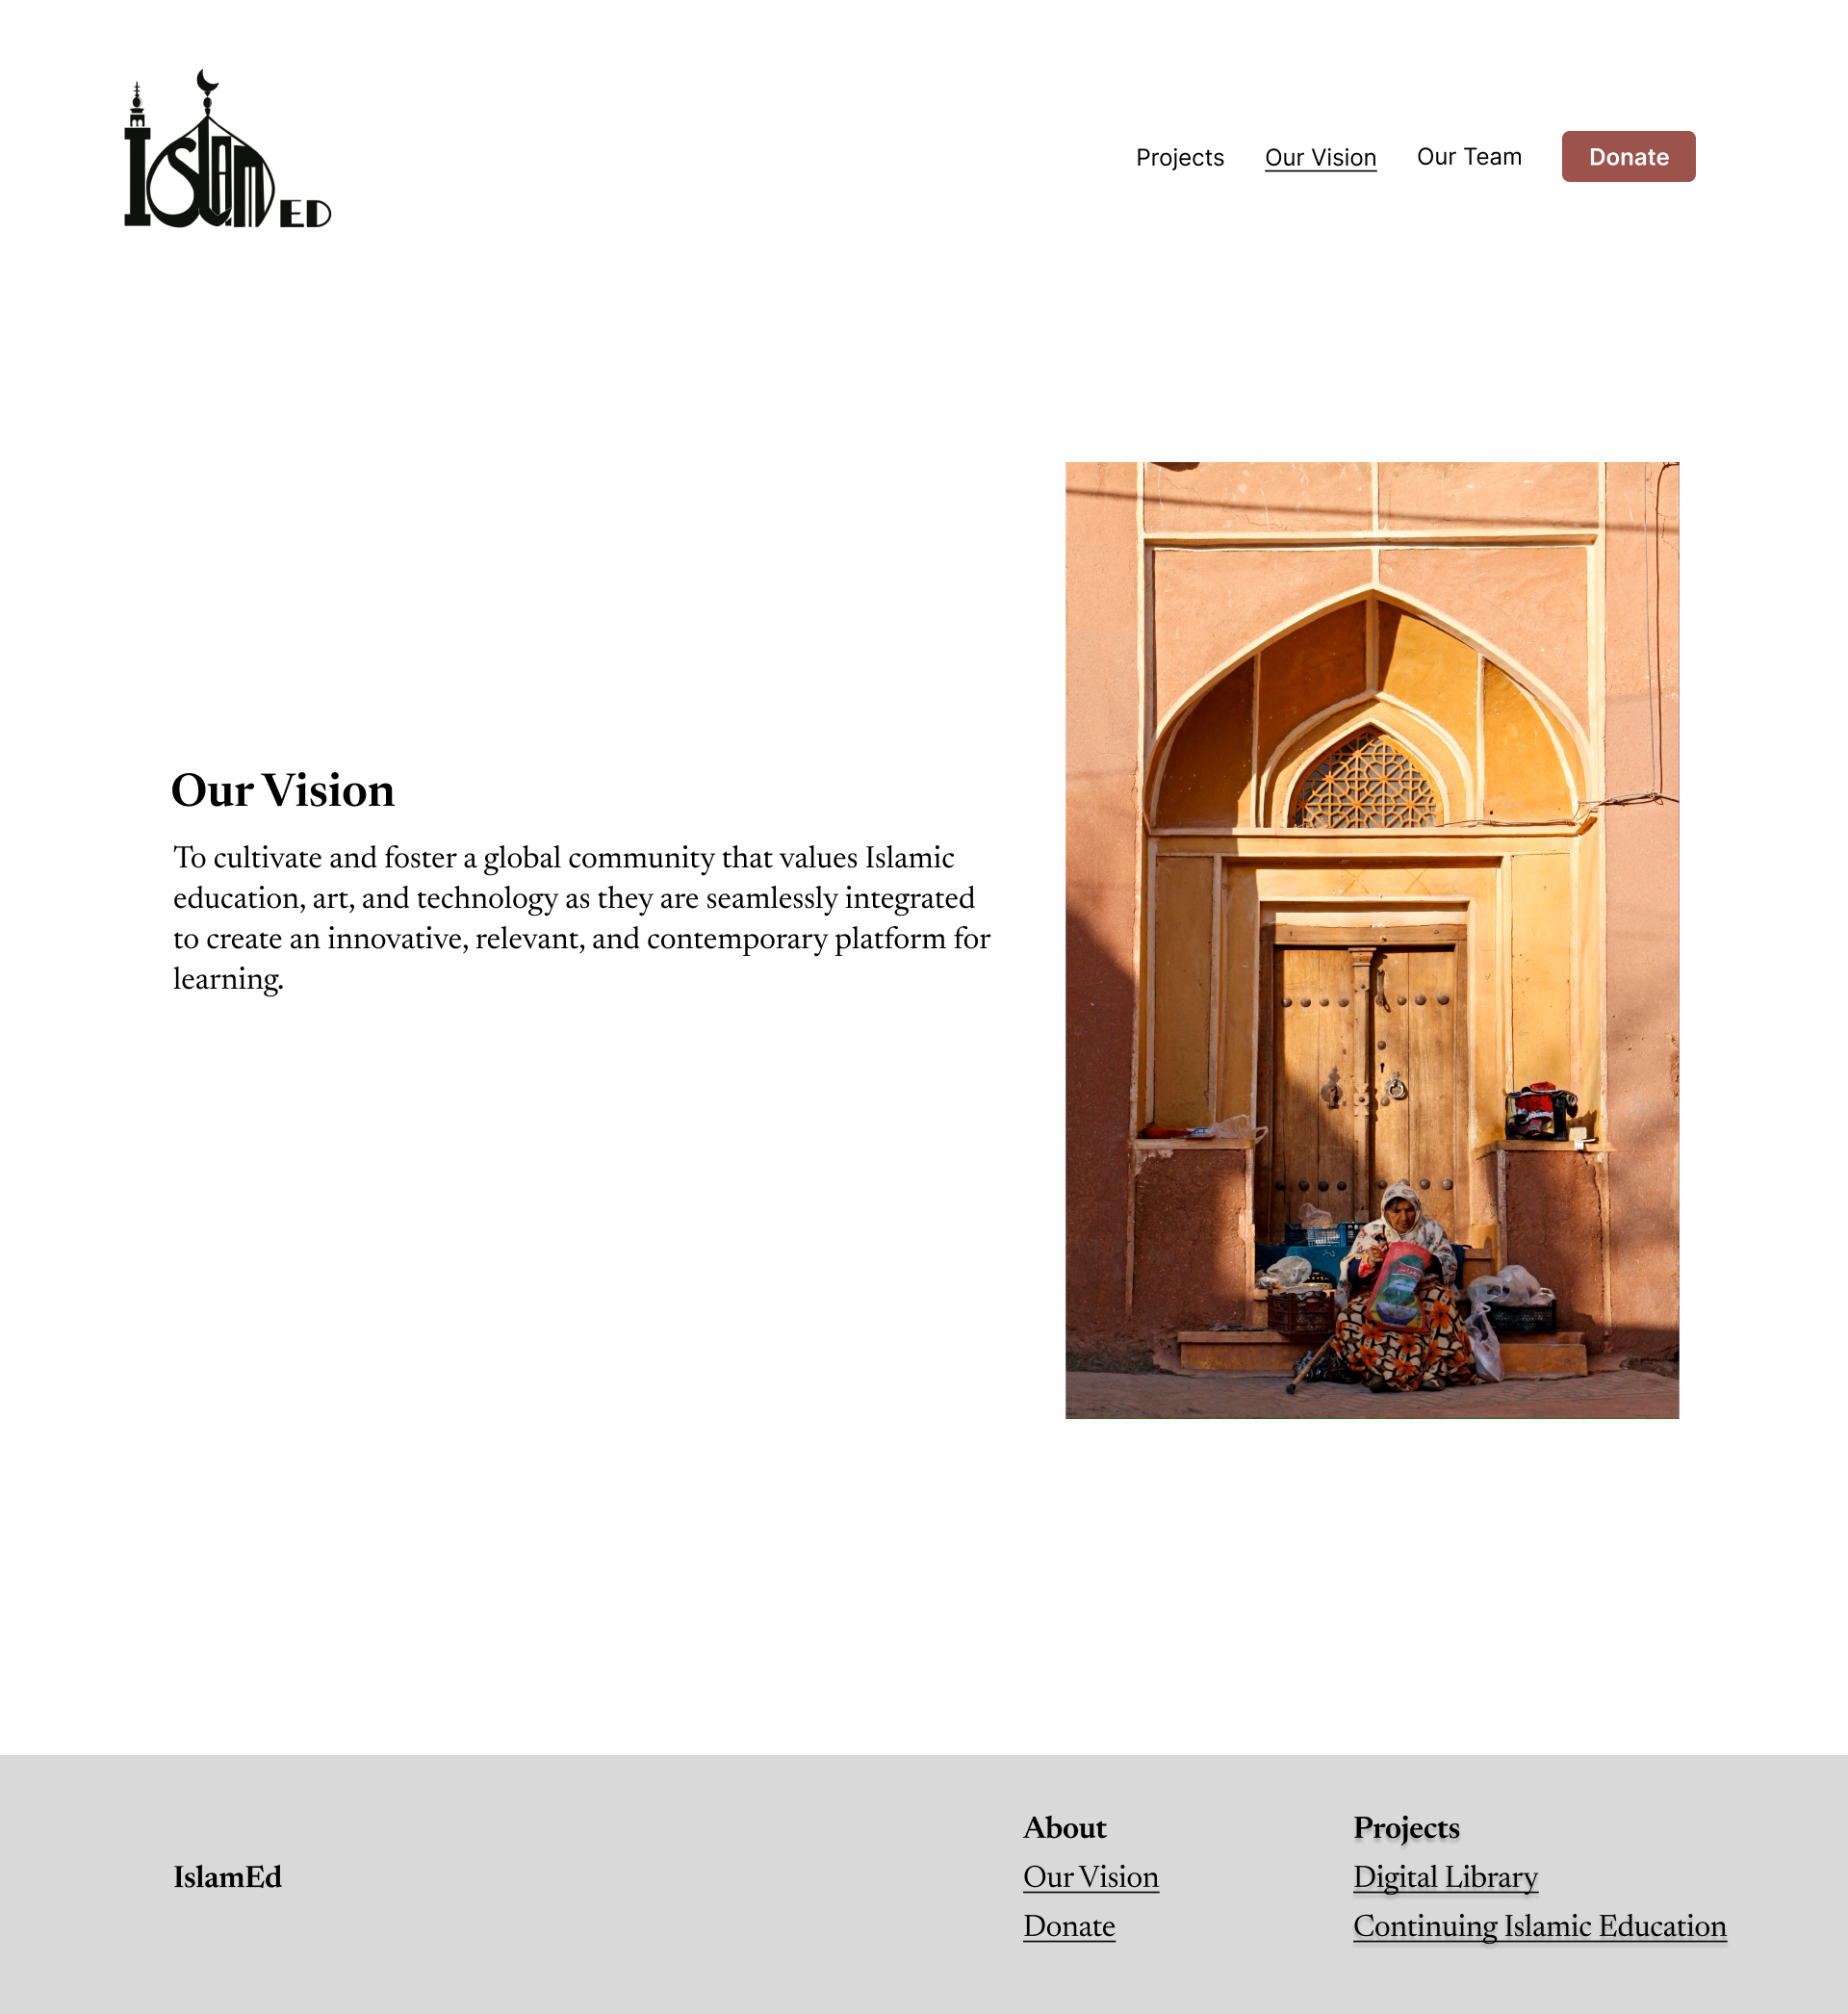 Islam ED
Projects Our Vision Our Team Donate
Our Vision
To cultivate and foster a global community that values Islamic
education, art, and technology as they are seamlessly integrated
to create an innovative, relevant, and contemporary platform for
learning.
IslamEd
About
Our Vision
Donate
Projects
Digital Library
Continuing Islamic Education